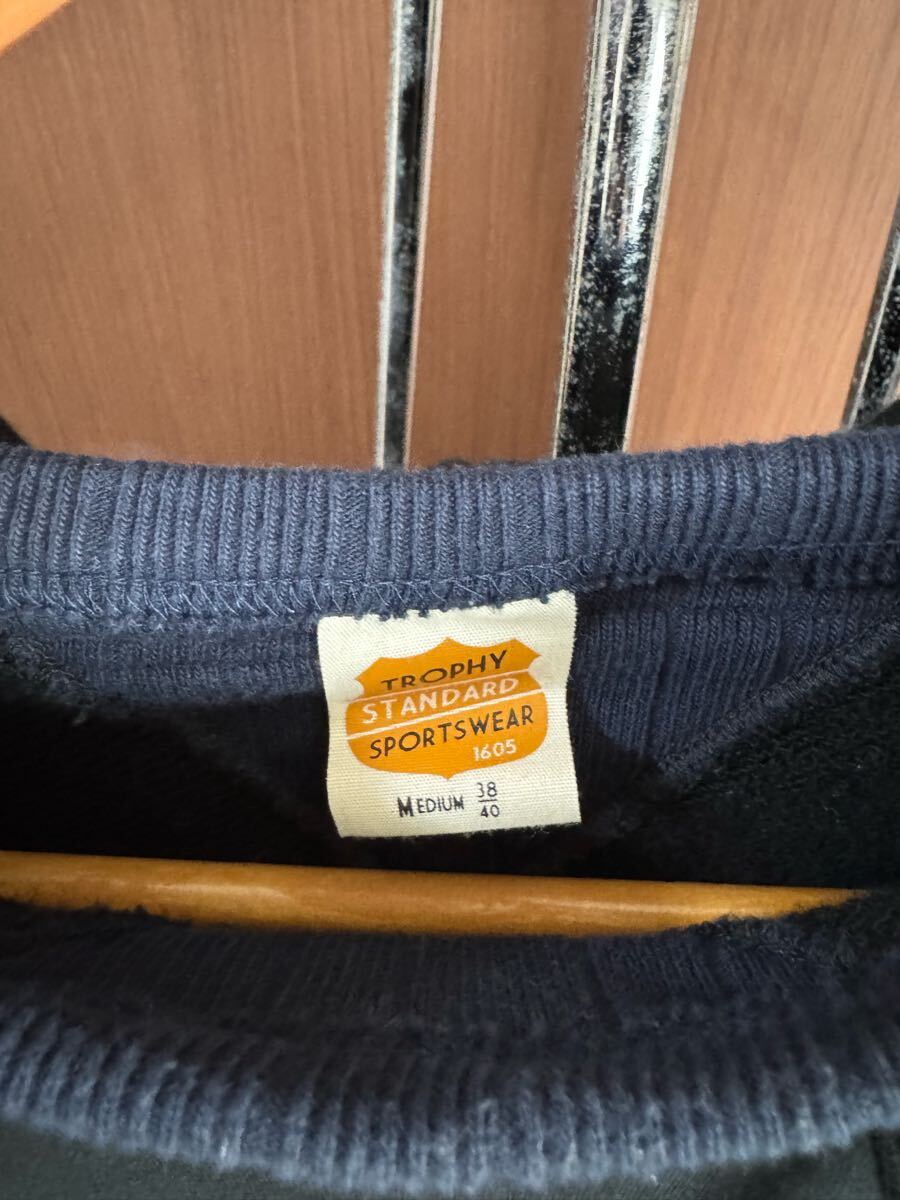 TROPHY
STANDARD
SPORTSWEAR
1605
MEDIUM 38/40